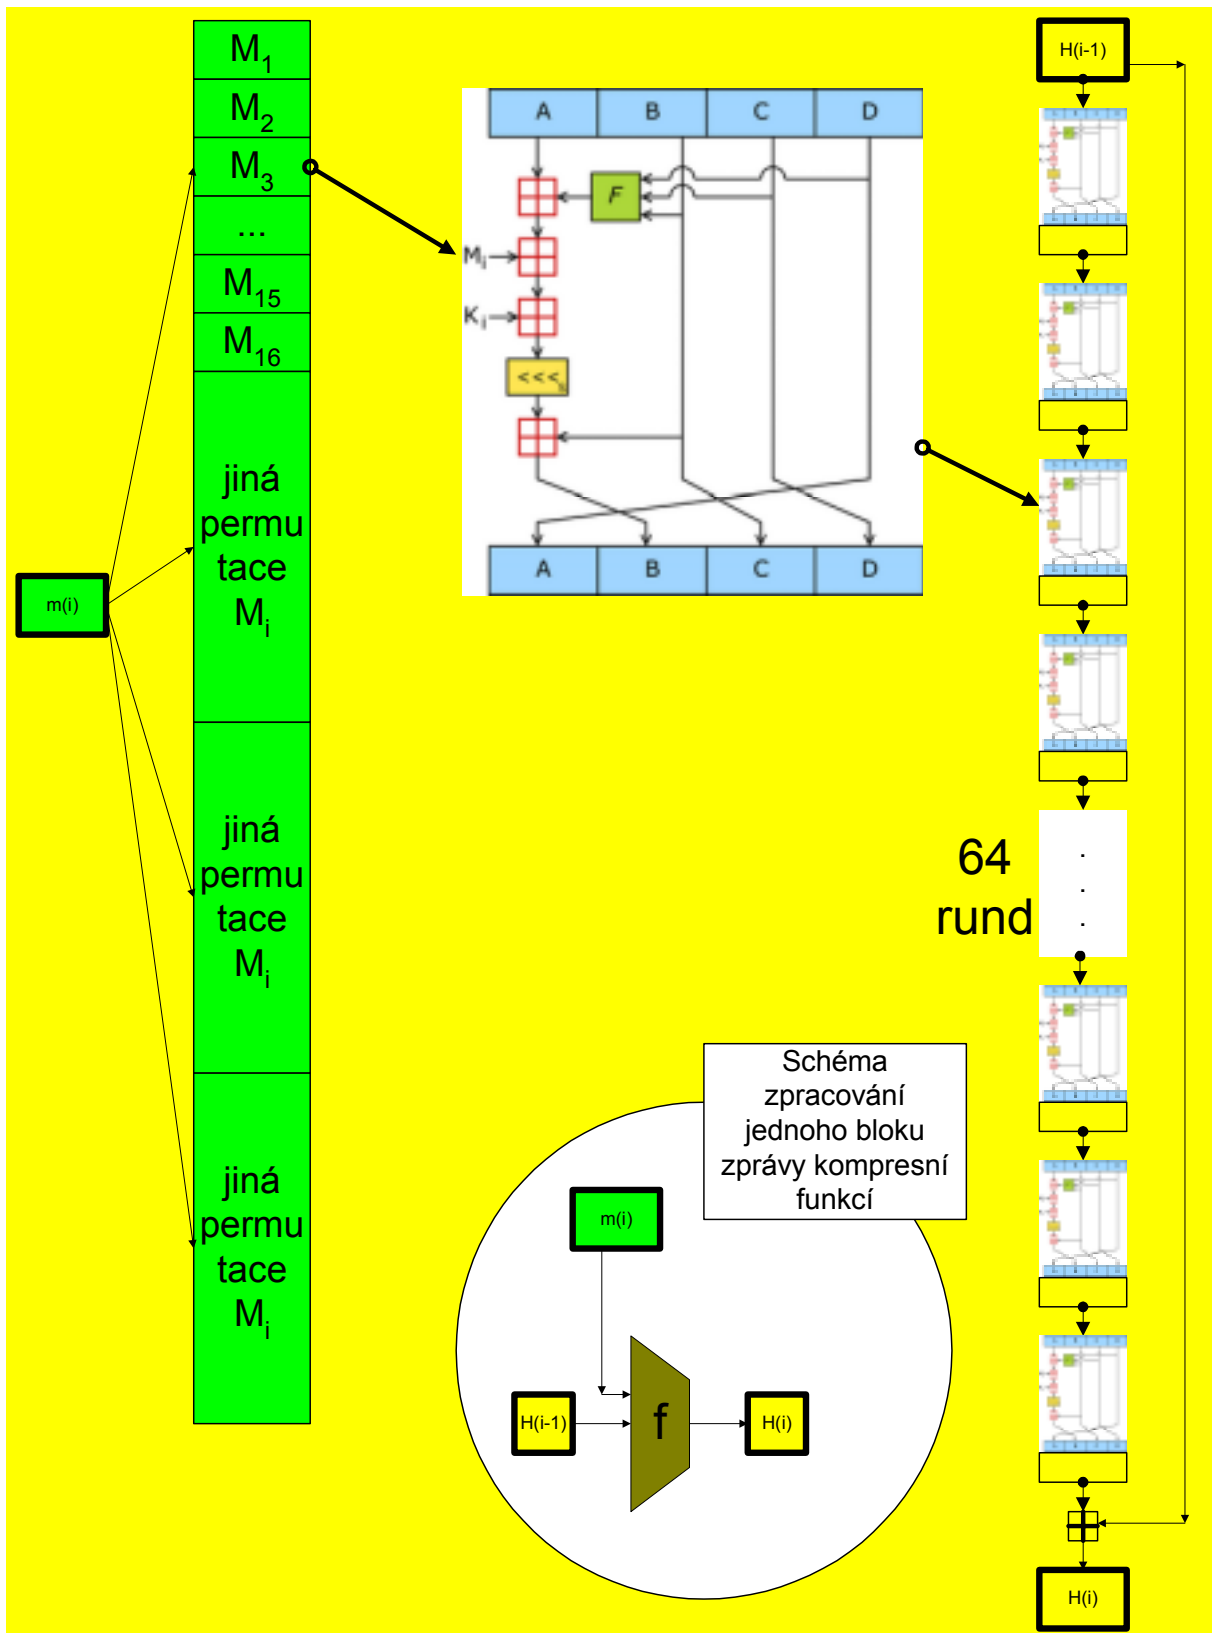 M1
M2
M3
...
M15
M16
jiná
permu
tace
Mi
jiná
permu
tace
Mi
jiná
permu
tace
Mi
m(i)
A B C D
F
Mi
Ki
<<<s
A B C D
H(i-1)
64
rund
.
.
.
H(i)
Schéma
zpracování
jednoho bloku
zprávy kompresní
funkcí
m(i)
H(i-1)
f
H(i)